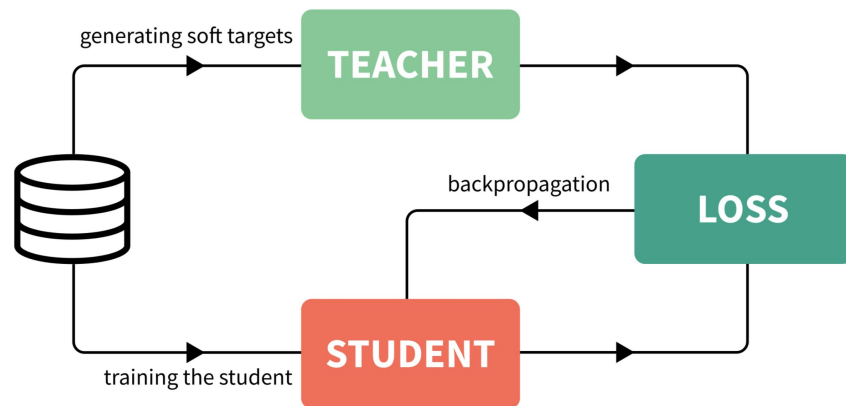 generating soft targets
TEACHER
backpropagation
LOSS
STUDENT
training the student